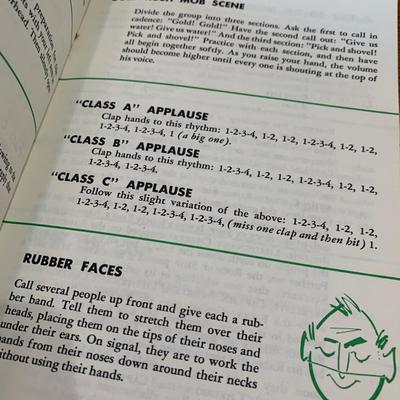 MOB SCENE
Divide the group into three sections. Ask the first to call in
cadence: "Gold! Gold!" Have the second call out: "Give us
water! Give us water!" And the third section: "Pick and shovel!
Pick and shovel!" Practice with each section, and then have
all begin together softly. As you raise your hand, the volume
should become higher until every one is shouting at the top of
his voice.
"CLASS A" APPLAUSE
Clap hands to this rhythm: 1-2-3-4, 1-2, 1-2, 1-2-3-4, 1-2, 1-2,
1-2-3-4, 1-2-3-4, 1 (a big one).
"CLASS B" APPLAUSE
Clap hands to this rhythm: 1-2-3-4, 1-2, 1-2, 1-2-3-4, 1-2, 1-2,
1-2-3-4, 1-2-3-4.
"CLASS C" APPLAUSE
Follow this slight variation of the above: 1-2-3-4, 1-2, 1-2,
1-2-3-4, 1-2, 1-2, 1-2-3-4, 1-2-3-4, (miss one clap and then hit) 1.
RUBBER FACES
Call several people up front and give each a rub-
ber band. Tell them to stretch them over their
heads, placing them on the tips of their noses and
under their ears. On signal, they are to work the
bands from their noses down around their necks
without using their hands.